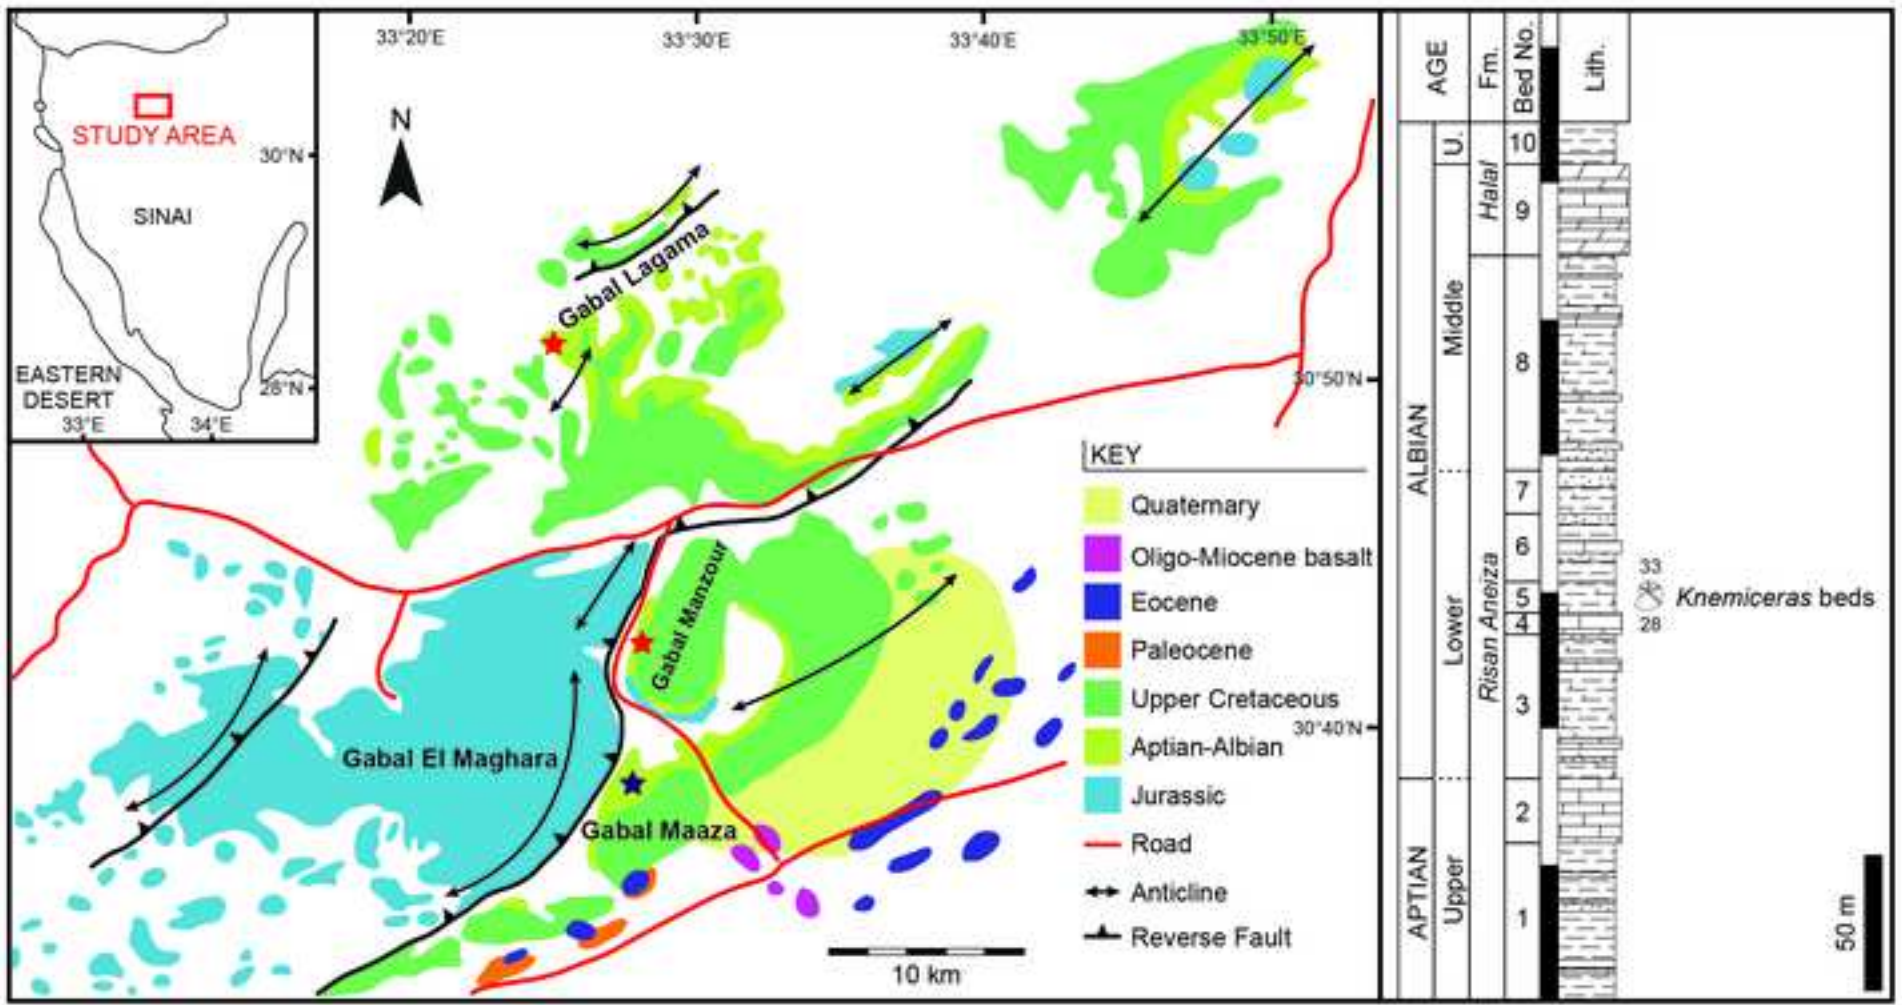 33°20'E
33°30'E
33°40'E
33°50'E
STUDY AREA
30°N
SINAI
EASTERN
DESERT
28°N
33°E
34°E
N
Gabal Lagama
30°50'N
Gabal Manzour
Gabal El Maghara
30°40'N
Gabal Maaza
10 km
KEY
Quaternary
Oligo-Miocene basalt
Eocene
Paleocene
Upper Cretaceous
Aptian-Albian
Jurassic
Road
Anticline
Reverse Fault
AGE
Fm.
Bed No.
Lith.
ALBIAN
APTIAN
U.
Middle
Lower
Upper
Halal
Risan Aneiza
10
9
8
7
6
5
4
3
2
1
33
Knemiceras beds
28
50 m